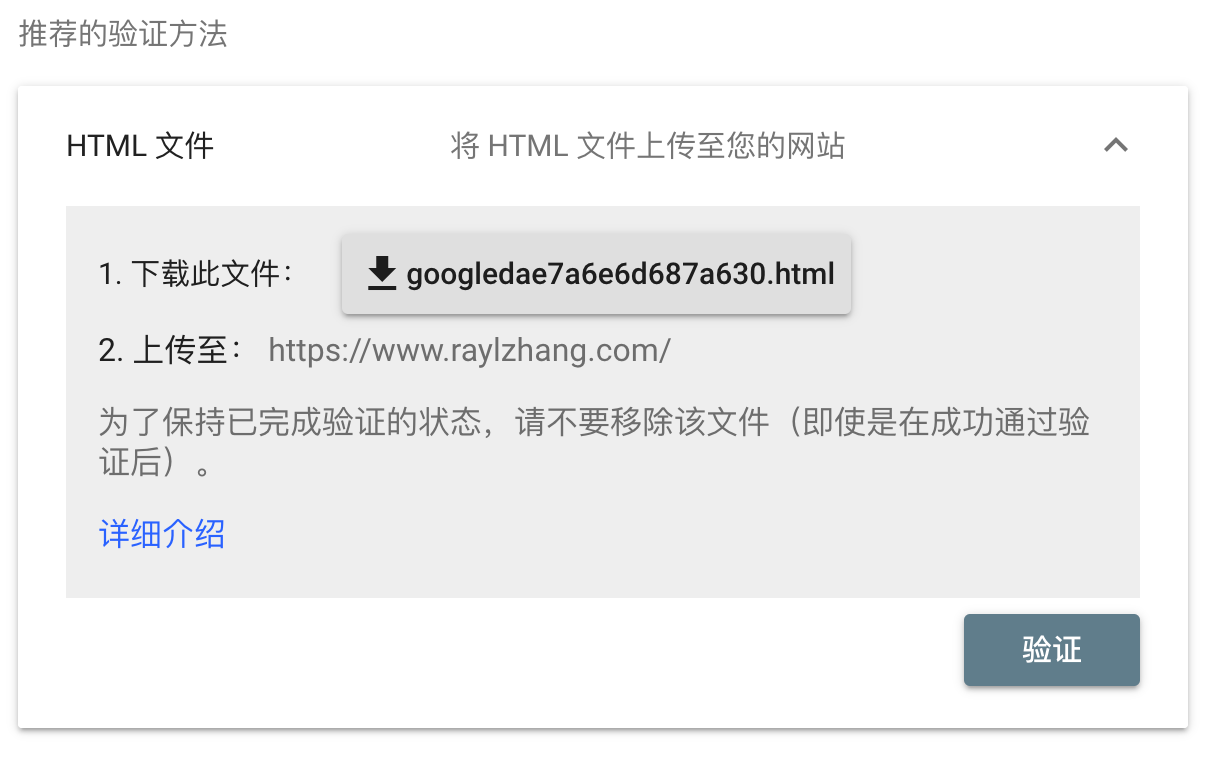 推荐的验证方法
HTML 文件
将 HTML 文件上传至您的网站
1. 下载此文件：
googledae7a6e6d687a630.html
2. 上传至： https://www.raylzhang.com/
为了保持已完成验证的状态，请不要移除该文件（即使是在成功通过验
证后）。
详细介绍
验证